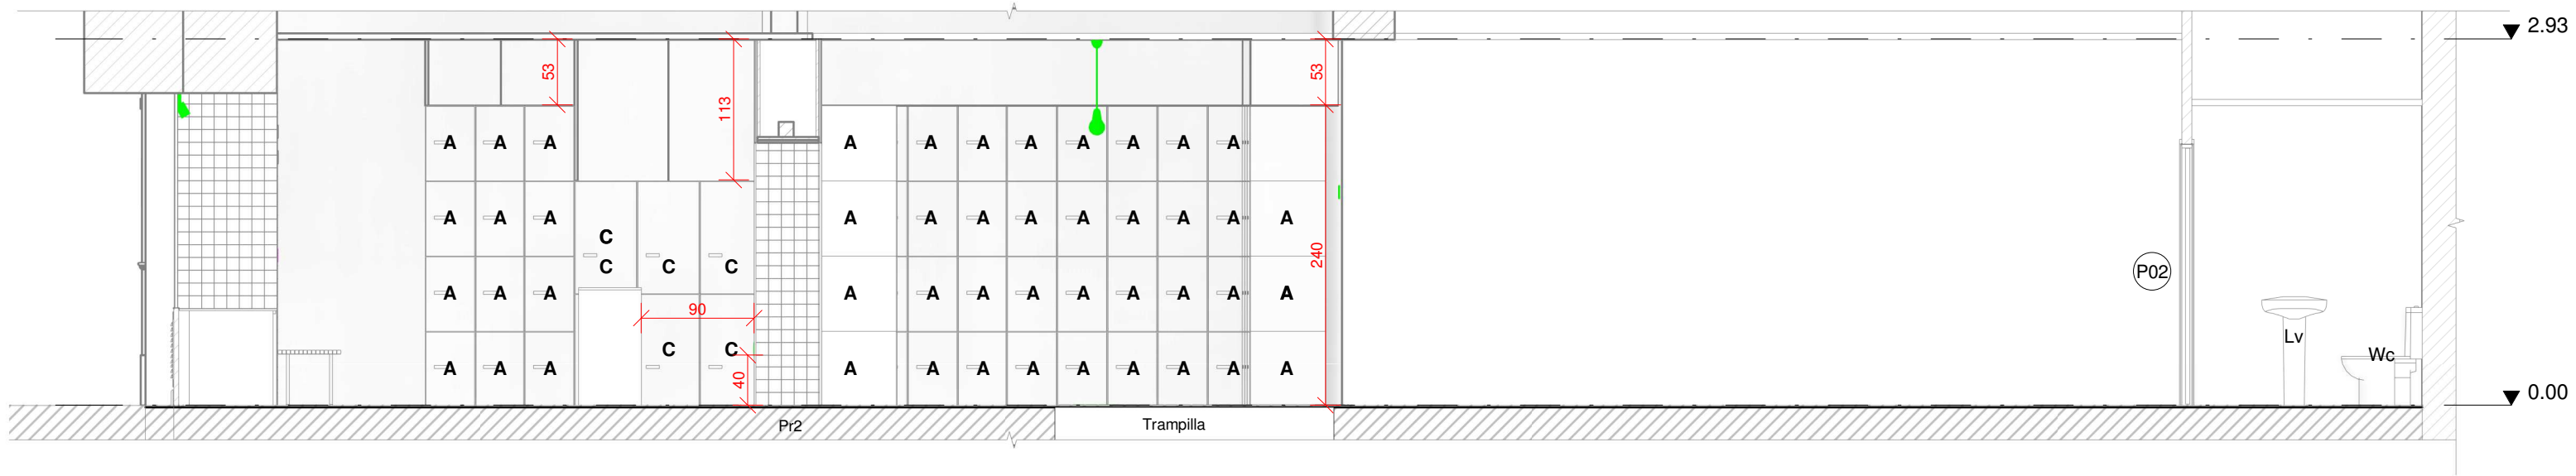 2.93
53
113
53
A A A A A A A A A A A
A A A A A A A A A A A A
C
C C C
240
A A A A A A A A A A A A
90
P02
Lv
C C
Wc
40
A A A A A A A A A A A A
0.00
Pr2
Trampilla